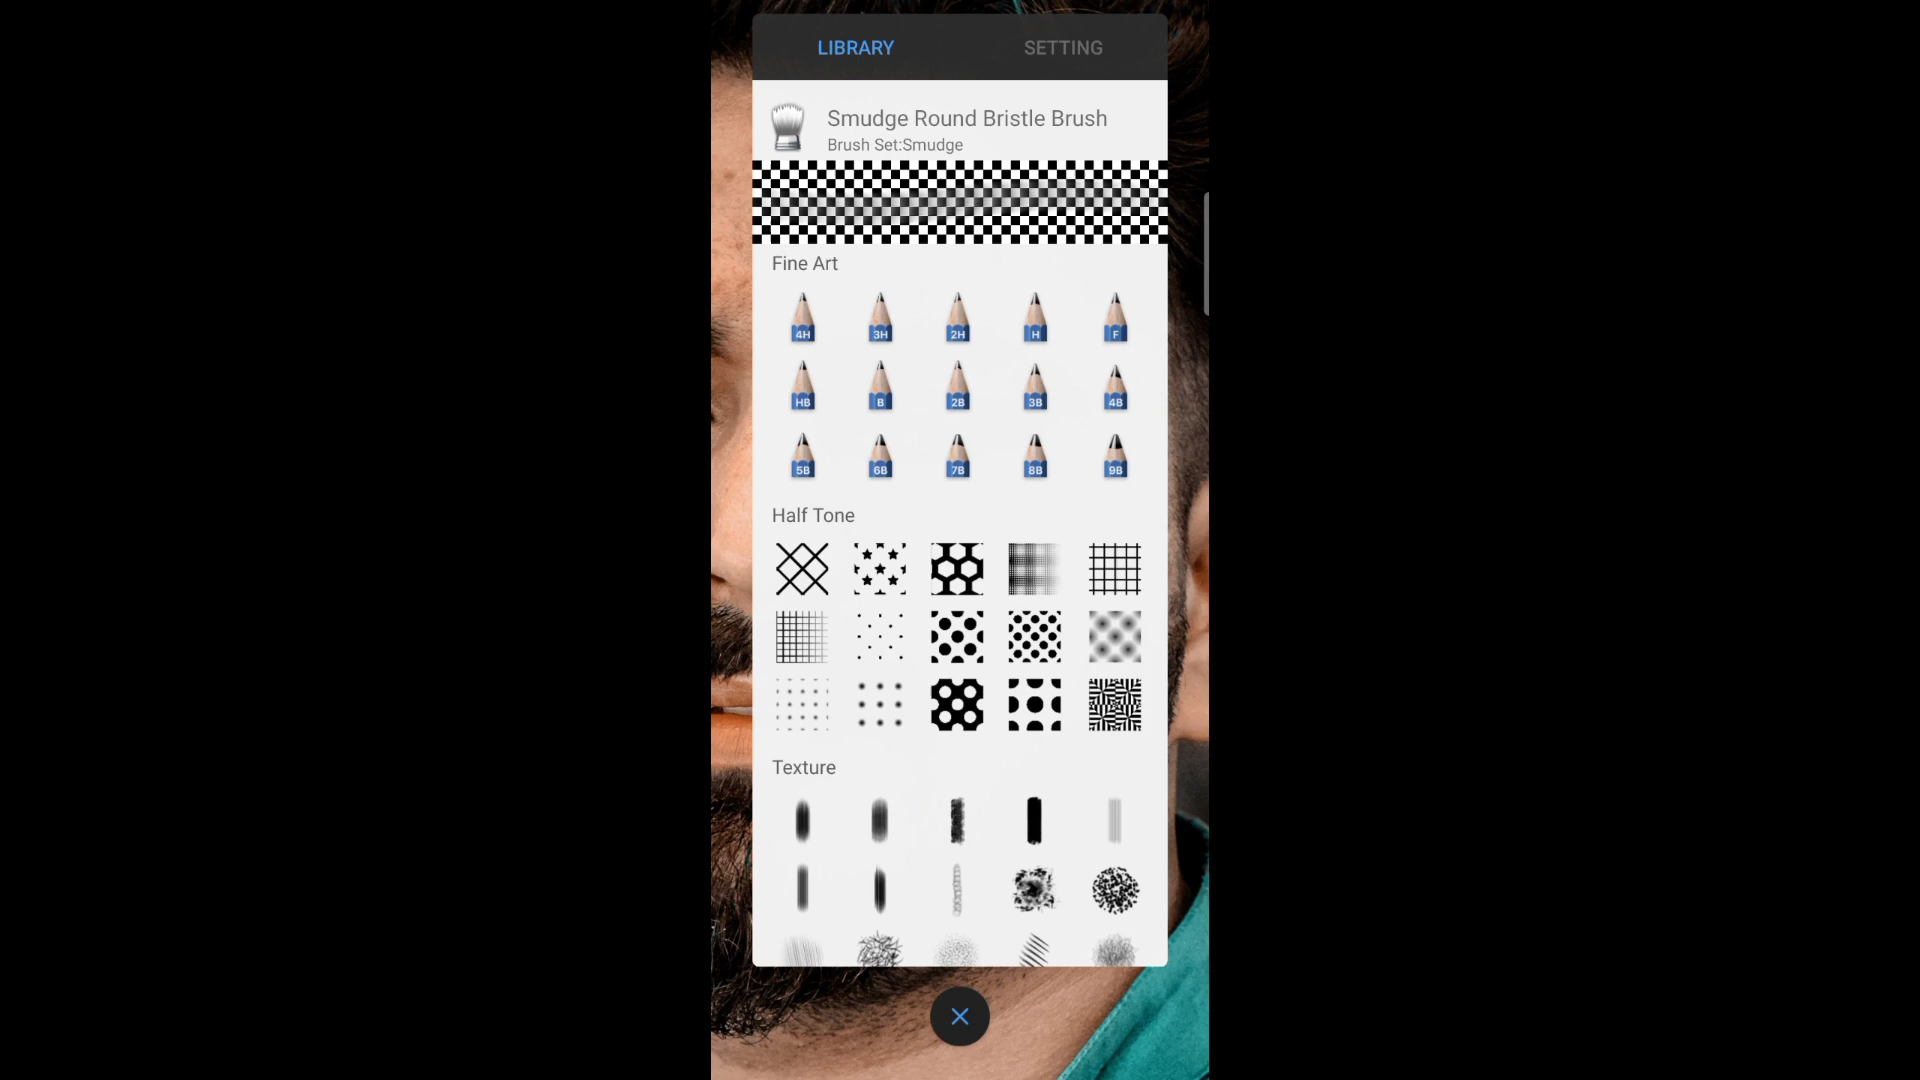 LIBRARY SETTING
Smudge Round Bristle Brush
Brush Set:Smudge
Fine Art
4H 3H 2H H F
HB B 2B 3B 4B
5B 6B 7B 8B 9B
Half Tone
Texture